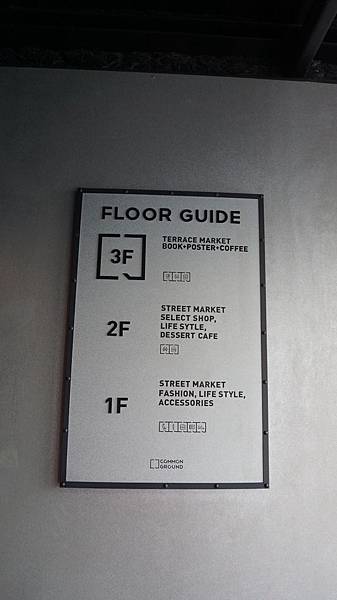 FLOOR GUIDE
3F
TERRACE MARKET
BOOK+POSTER+COFFEE
2F
STREET MARKET
SELECT SHOP,
LIFE SYTLE,
DESSERT CAFE
1F
STREET MARKET
FASHION, LIFE STYLE,
ACCESSORIES
COMMON
GROUND